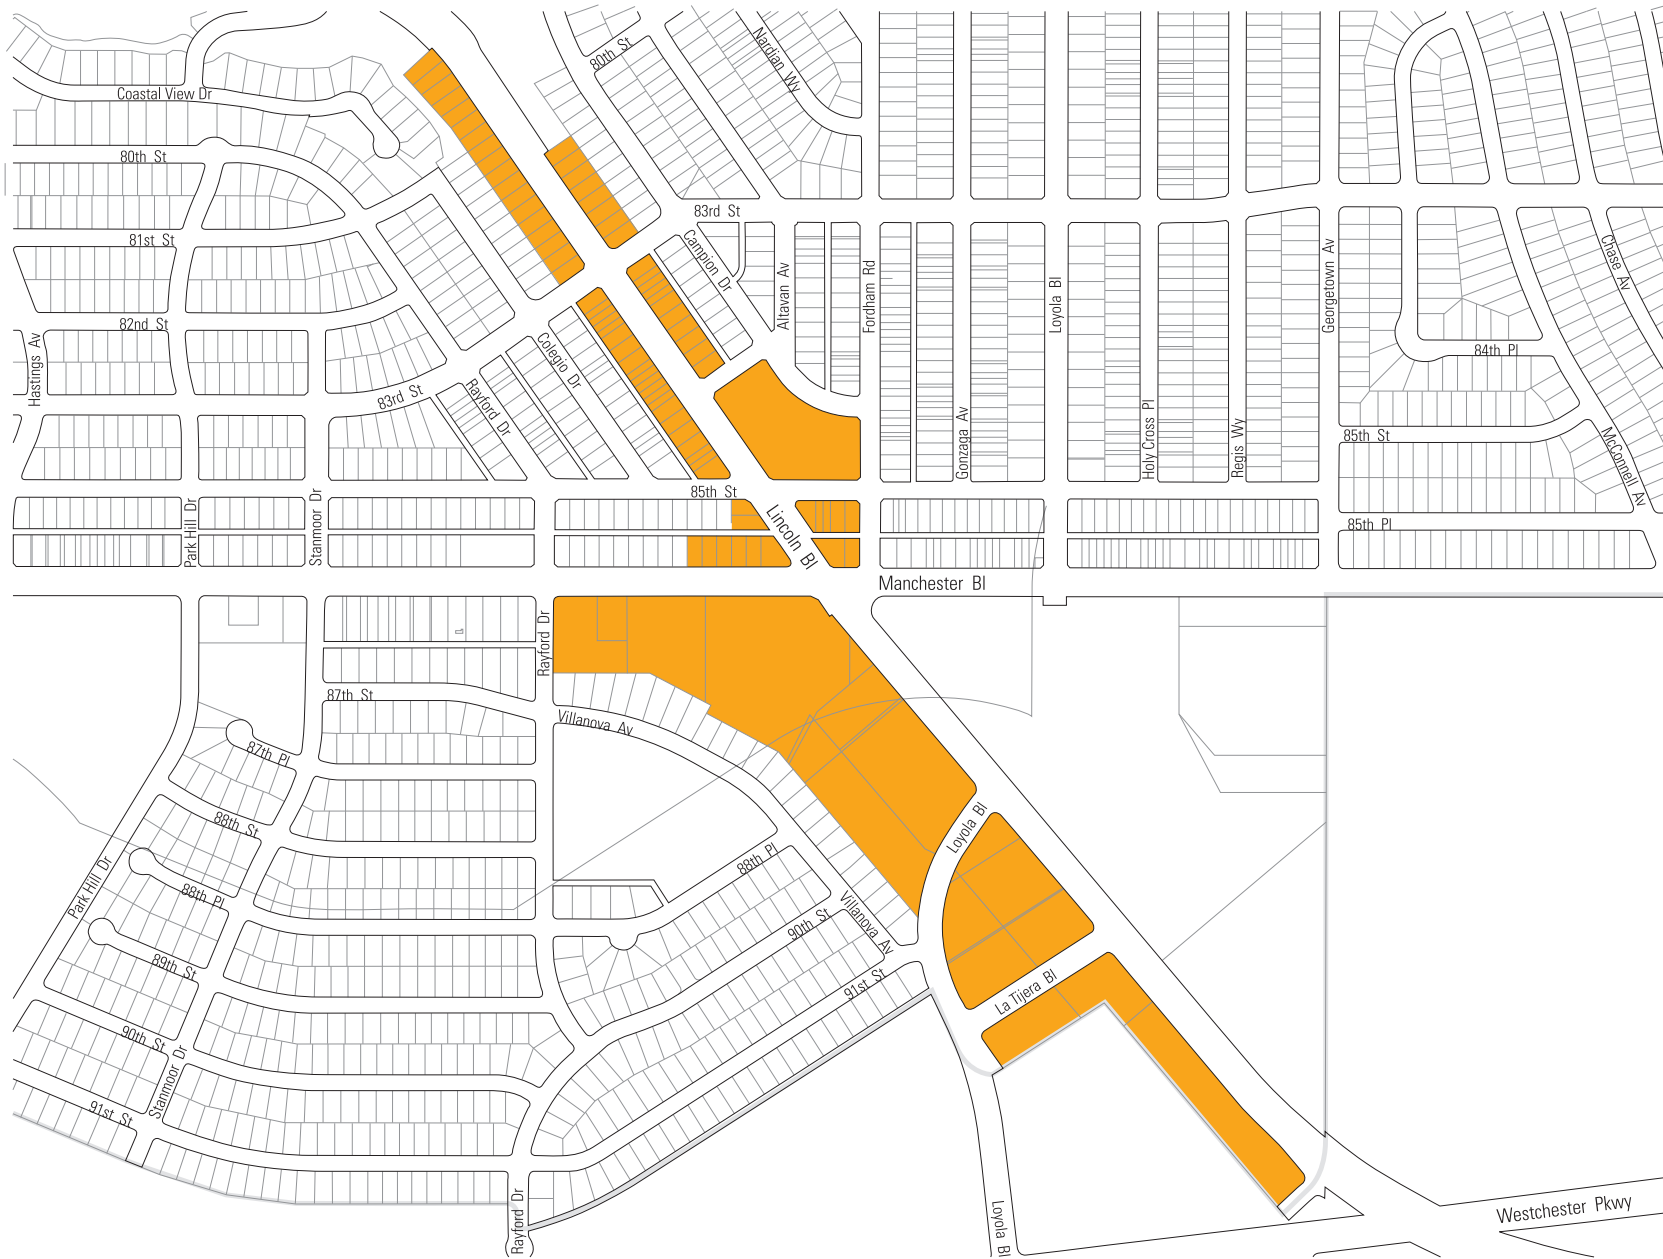 80th St
Nardian Wy
Coastal View Dr
80th St
83rd St
81st St
Campion Dr
Altavan Av
Fordham Rd
Loyola Bl
Georgetown Av
Chase Av
Hastings Av
82nd St
Colegio Dr
84th Pl
83rd St
Rayford Dr
Gonzaga Av
Holy Cross Pl
Regis Wy
85th St
McConnell Av
85th St
Park Hill Dr
Stanmoor Dr
Lincoln Bl
85th Pl
Manchester Bl
Rayford Dr
87th St
Villanova Av
87th Pl
88th St
Loyola Bl
88th Pl
Park Hill Dr
88th Pl
Villanova Av
90th St
89th St
91st St
La Tijera Bl
90th St
Stanmoor Dr
91st St
Rayford Dr
Loyola Bl
Westchester Pkwy